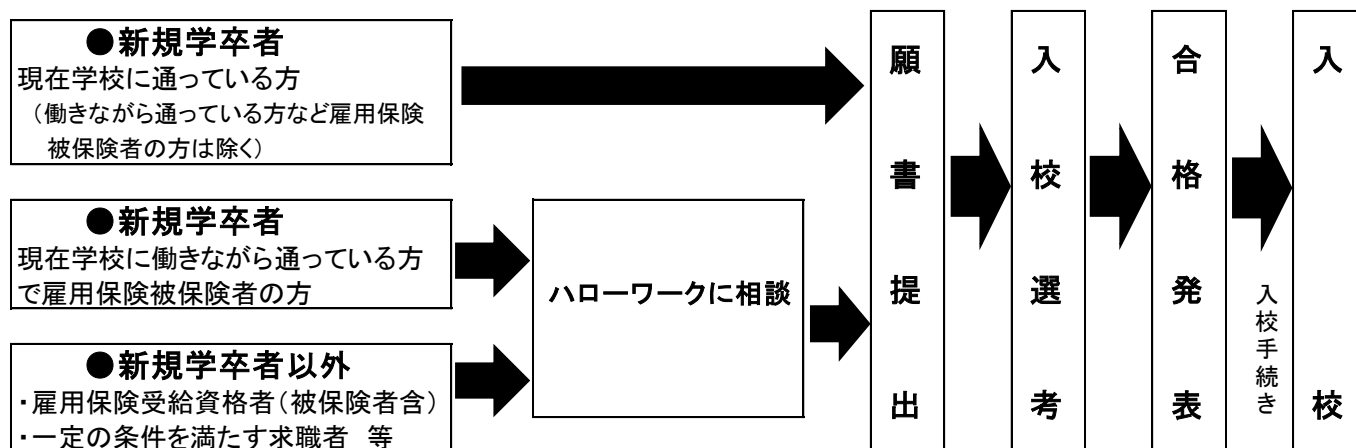 ●新規学卒者
現在学校に通っている方
（働きながら通っている方など雇用保険
被保険者の方は除く）
●新規学卒者
現在学校に働きながら通っている方
で雇用保険被保険者の方
●新規学卒者以外
・雇用保険受給資格者（被保険者含）
・一定の条件を満たす求職者　等
ハローワークに相談
願書提出
入校選考
合格発表
入校手続き
入校